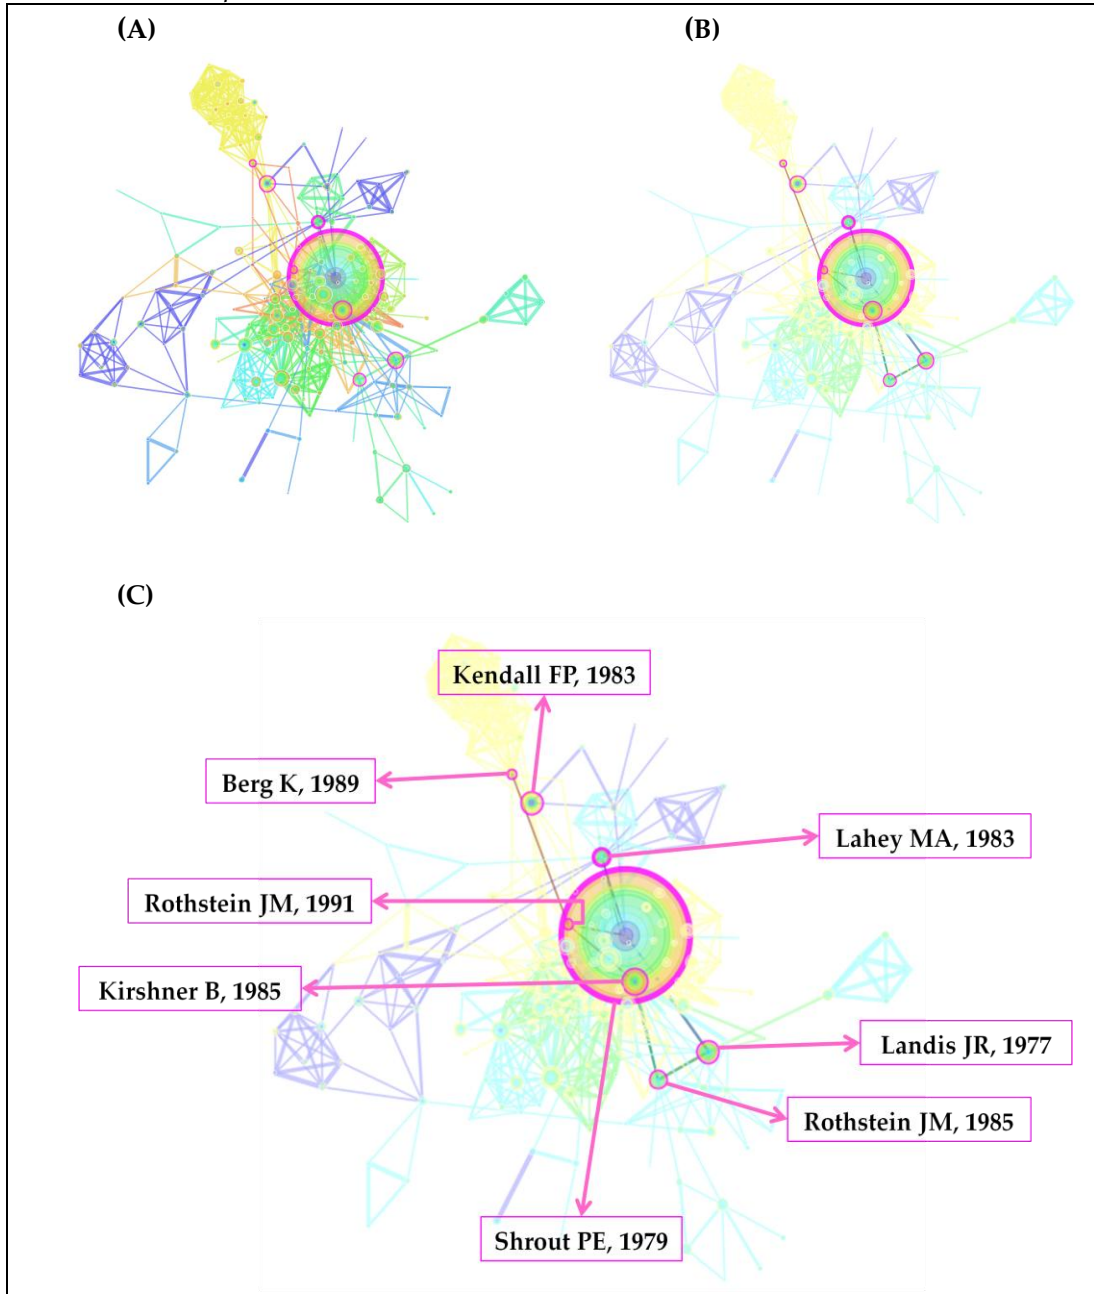 (A)
(B)
(C)
Kendall FP, 1983
Berg K, 1989
Lahey MA, 1983
Rothstein JM, 1991
Kirshner B, 1985
Landis JR, 1977
Rothstein JM, 1985
Shrout PE, 1979